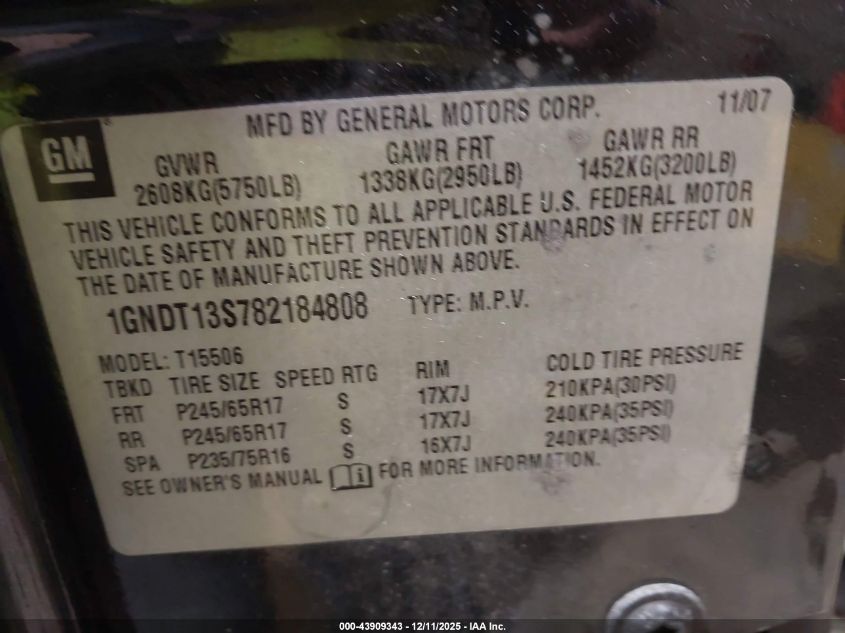 GM
MFD BY GENERAL MOTORS CORP. 11/07
GVWR GAWR FRT GAWR RR
2608KG(5750LB) 1338KG(2950LB) 1452KG(3200LB)
THIS VEHICLE CONFORMS TO ALL APPLICABLE U.S. FEDERAL MOTOR
VEHICLE SAFETY AND THEFT PREVENTION STANDARDS IN EFFECT ON
THE DATE OF MANUFACTURE SHOWN ABOVE.
1GNDT13S782184808 TYPE: M.P.V.
MODEL: T15506
TBKD TIRE SIZE SPEED RTG RIM COLD TIRE PRESSURE
FRT P245/65R17 S 17X7J 210KPA(30PSI)
RR P245/65R17 S 17X7J 240KPA(35PSI)
SPA P235/75R16 S 16X7J 240KPA(35PSI)
SEE OWNER'S MANUAL i FOR MORE INFORMATION.
000-43909343 - 12/11/2025 - IAA Inc.